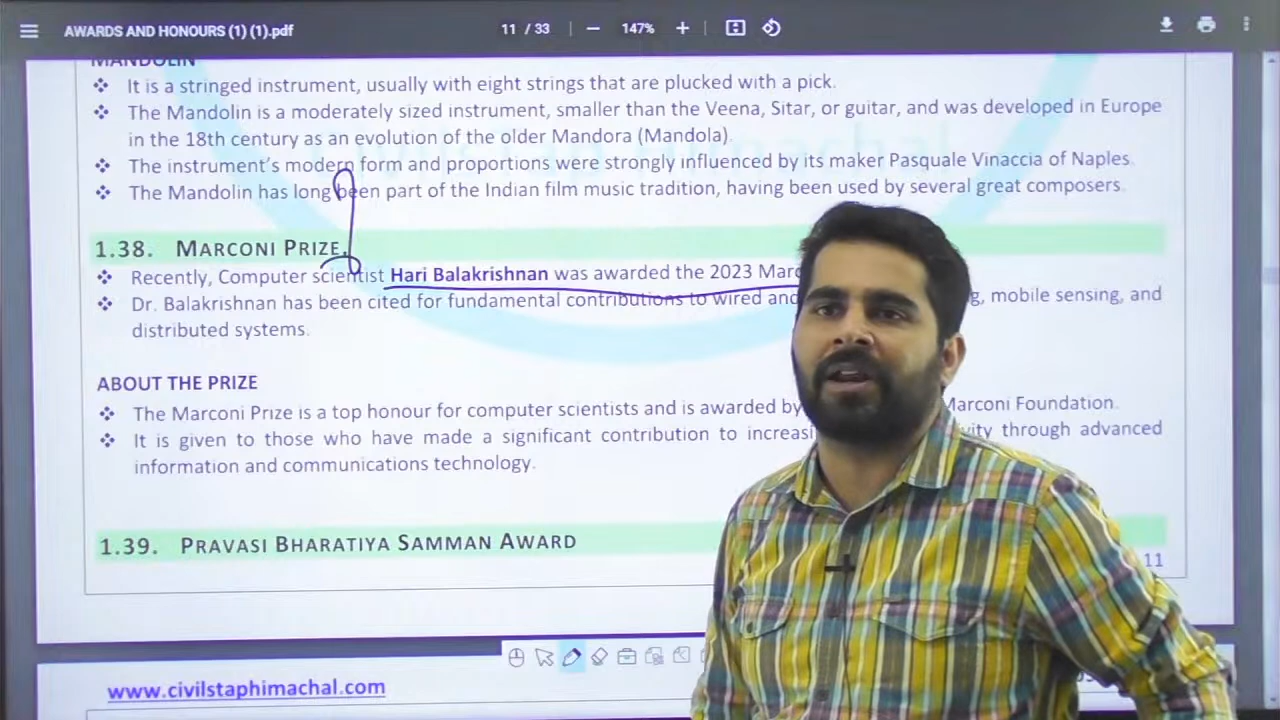 AWARDS AND HONOURS (1) (1).pdf
11 / 33
147%
MANDOLIN
❖ It is a stringed instrument, usually with eight strings that are plucked with a pick.
❖ The Mandolin is a moderately sized instrument, smaller than the Veena, Sitar, or guitar, and was developed in Europe
in the 18th century as an evolution of the older Mandora (Mandola).
❖ The instrument's modern form and proportions were strongly influenced by its maker Pasquale Vinaccia of Naples.
❖ The Mandolin has long been part of the Indian film music tradition, having been used by several great composers.
1.38. MARCONI PRIZE
❖ Recently, Computer scientist Hari Balakrishnan was awarded the 2023
❖ Dr. Balakrishnan has been cited for fundamental contributions to wired and mobile sensing, and
distributed systems.
ABOUT THE PRIZE
❖ The Marconi Prize is a top honour for computer scientists and is awarded by Marconi Foundation.
❖ It is given to those who have made a significant contribution to through advanced
information and communications technology.
1.39. PRAVASI BHARATIYA SAMMAN AWARD
11
www.civilstaphimachal.com